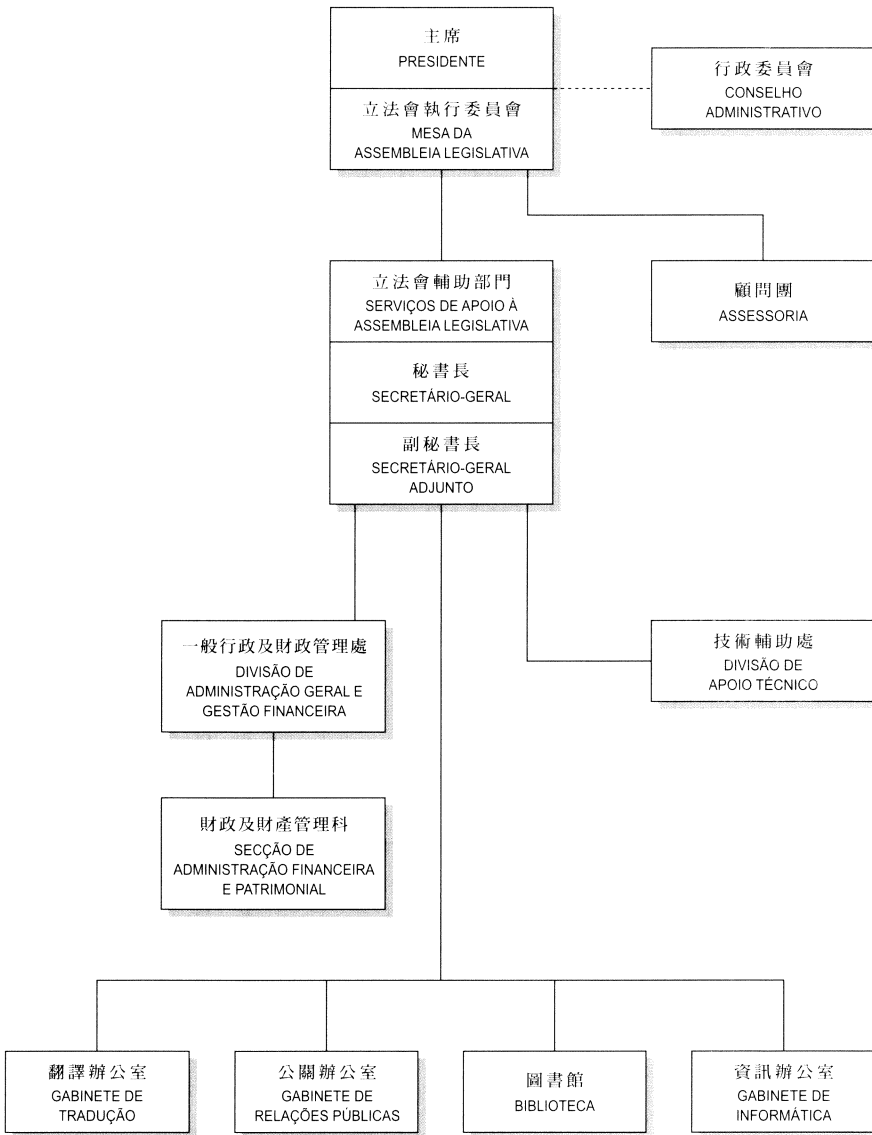 主席
PRESIDENTE
立法會執行委員會
MESA DA
ASSEMBLEIA LEGISLATIVA
行政委員會
CONSELHO
ADMINISTRATIVO
立法會輔助部門
SERVIÇOS DE APOIO À
ASSEMBLEIA LEGISLATIVA
秘書長
SECRETÁRIO-GERAL
副秘書長
SECRETÁRIO-GERAL
ADJUNTO
顧問團
ASSESSORIA
一般行政及財政管理處
DIVISÃO DE
ADMINISTRAÇÃO GERAL E
GESTÃO FINANCEIRA
技術輔助處
DIVISÃO DE
APOIO TÉCNICO
財政及財產管理科
SECÇÃO DE
ADMINISTRAÇÃO FINANCEIRA
E PATRIMONIAL
翻譯辦公室
GABINETE DE
TRADUÇÃO
公關辦公室
GABINETE DE
RELAÇÕES PÚBLICAS
圖書館
BIBLIOTECA
資訊辦公室
GABINETE DE
INFORMÁTICA